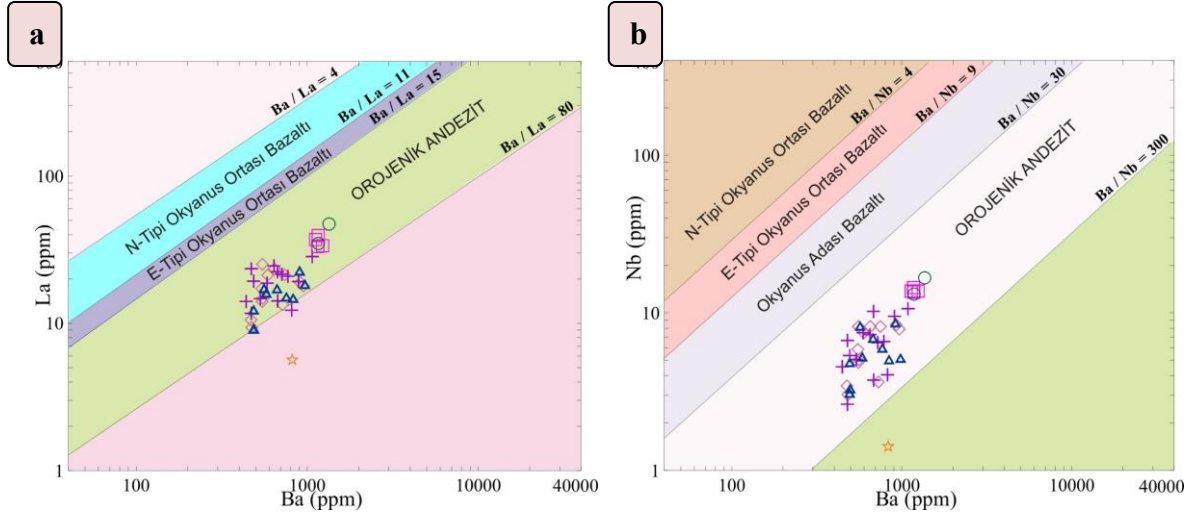 a
Ba / La = 4
Ba / La = 11
Ba / La = 15
Ba / La = 80
N-Tipi Okyanus Ortası Bazaltı
E-Tipi Okyanus Ortası Bazaltı
OROJENİK ANDEZİT
La (ppm)
100
10
1
100
1000
10000
40000
Ba (ppm)
b
Ba / Nb = 4
Ba / Nb = 9
Ba / Nb = 30
Ba / Nb = 300
N-Tipi Okyanus Ortası Bazaltı
E-Tipi Okyanus Ortası Bazaltı
Okyanus Adası Bazaltı
OROJENİK ANDEZİT
Nb (ppm)
100
10
1
1000
10000
40000
Ba (ppm)